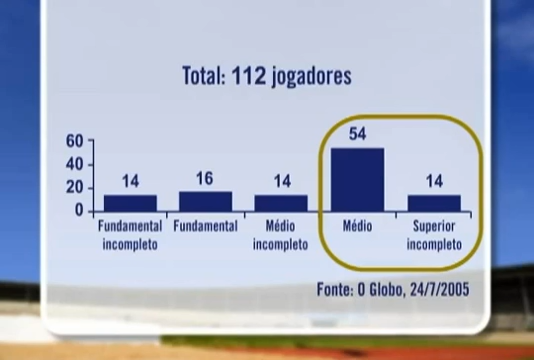 Total: 112 jogadores
60
40
20
0
14
16
14
54
14
Fundamental
incompleto
Fundamental
Médio
incompleto
Médio
Superior
incompleto
Fonte: O Globo, 24/7/2005